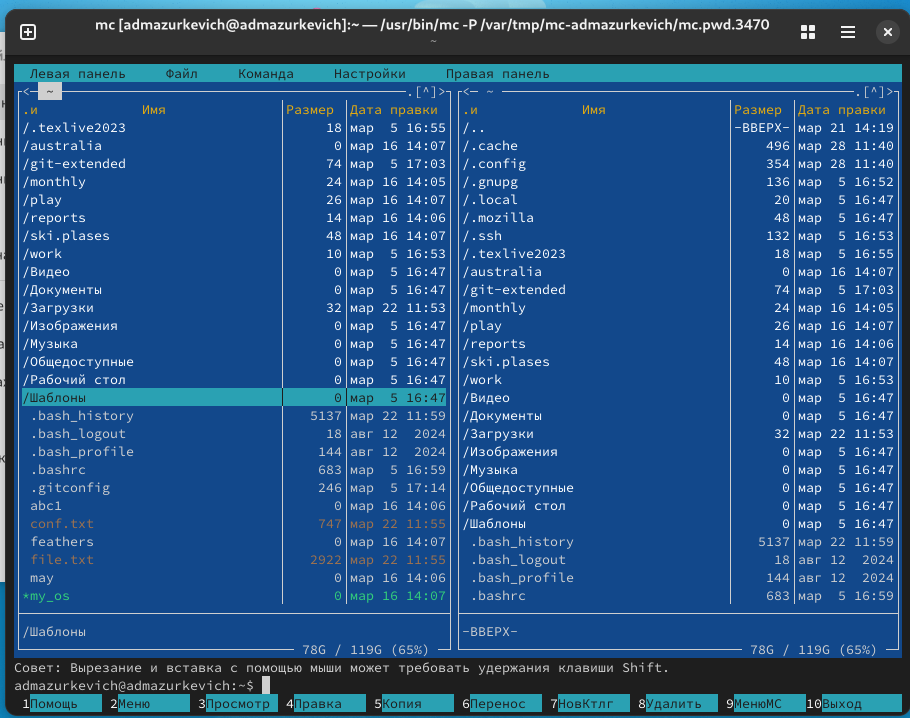 mc [admazurkevich@admazurkevich]:~ — /usr/bin/mc -P /var/tmp/mc-admazurkevich/mc.pwd.3470
~
Левая панель Файл Команда Настройки Правая панель
<— ~ .[^]> <— ~ .[^]>
.и Имя Размер Дата правки .и Имя Размер Дата правки
/.texlive2023 18 мар 5 16:55 /.. -ВВЕРХ- мар 21 14:19
/australia 0 мар 16 14:07 /.cache 496 мар 28 11:40
/git-extended 74 мар 5 17:03 /.config 354 мар 28 11:40
/monthly 24 мар 16 14:05 /.gnupg 136 мар 5 16:52
/play 26 мар 16 14:07 /.local 20 мар 5 16:47
/reports 14 мар 16 14:06 /.mozilla 48 мар 5 16:47
/ski.plases 48 мар 16 14:07 /.ssh 132 мар 5 16:53
/work 10 мар 5 16:53 /.texlive2023 18 мар 5 16:55
/Видео 0 мар 5 16:47 /australia 0 мар 16 14:07
/Документы 0 мар 5 16:47 /git-extended 74 мар 5 17:03
/Загрузки 32 мар 22 11:53 /monthly 24 мар 16 14:05
/Изображения 0 мар 5 16:47 /play 26 мар 16 14:07
/Музыка 0 мар 5 16:47 /reports 14 мар 16 14:06
/Общедоступные 0 мар 5 16:47 /ski.plases 48 мар 16 14:07
/Рабочий стол 0 мар 5 16:47 /work 10 мар 5 16:53
/Шаблоны 0 мар 5 16:47 /Видео 0 мар 5 16:47
.bash_history 5137 мар 22 11:59 /Документы 0 мар 5 16:47
.bash_logout 18 авг 12 2024 /Загрузки 32 мар 22 11:53
.bash_profile 144 авг 12 2024 /Изображения 0 мар 5 16:47
.bashrc 683 мар 5 16:59 /Музыка 0 мар 5 16:47
.gitconfig 246 мар 5 17:14 /Общедоступные 0 мар 5 16:47
abc1 0 мар 16 14:06 /Рабочий стол 0 мар 5 16:47
conf.txt 747 мар 22 11:55 /Шаблоны 0 мар 5 16:47
feathers 0 мар 16 14:07 .bash_history 5137 мар 22 11:59
file.txt 2922 мар 22 11:55 .bash_logout 18 авг 12 2024
may 0 мар 16 14:06 .bash_profile 144 авг 12 2024
*my_os 0 мар 16 14:07 .bashrc 683 мар 5 16:59
/Шаблоны -ВВЕРХ-
78G / 119G (65%) 78G / 119G (65%)
Совет: Вырезание и вставка с помощью мыши может требовать удержания клавиши Shift.
admazurkevich@admazurkevich:~$
1Помощь 2Меню 3Просмотр 4Правка 5Копия 6Перенос 7НовКтлг 8Удалить 9МенюMC 10Выход